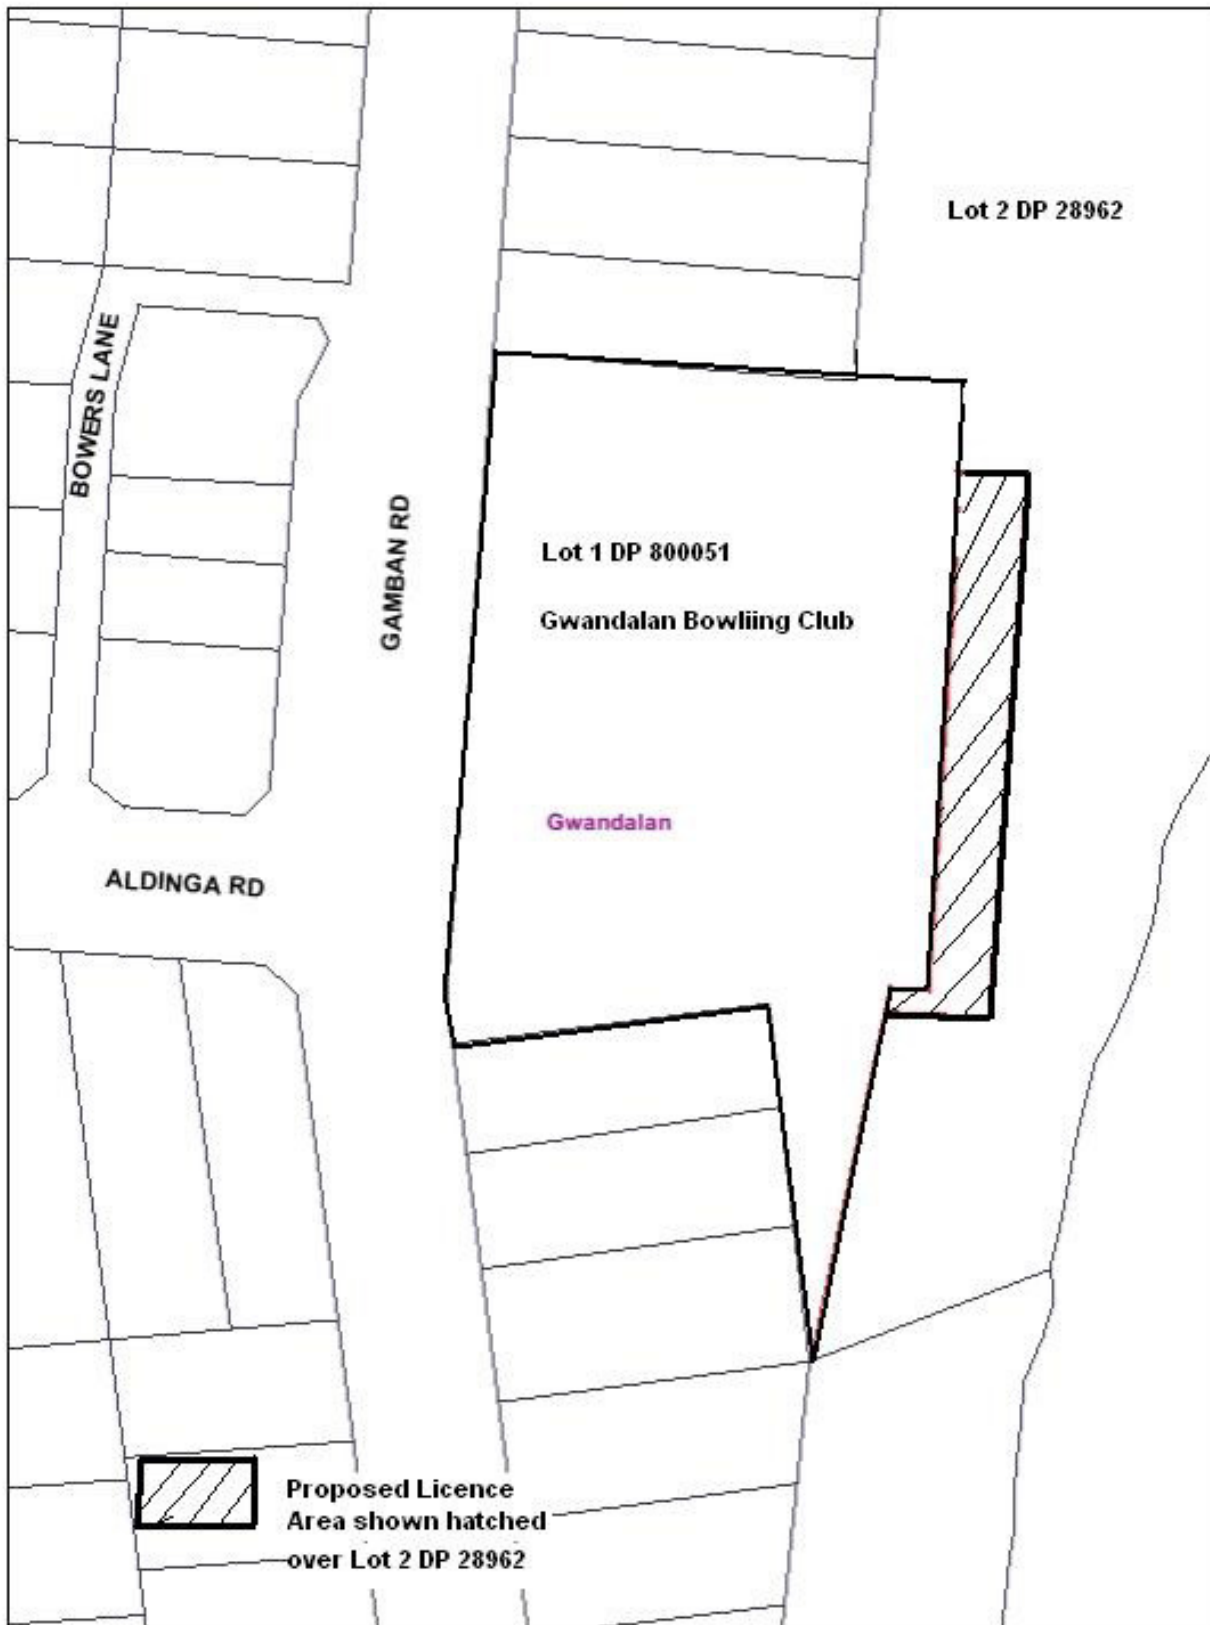 Lot 2 DP 28962
BOWERS LANE
GAMBAN RD
Lot 1 DP 800051
Gwandalan Bowliing Club
Gwandalan
ALDINGA RD
Proposed Licence
Area shown hatched
over Lot 2 DP 28962